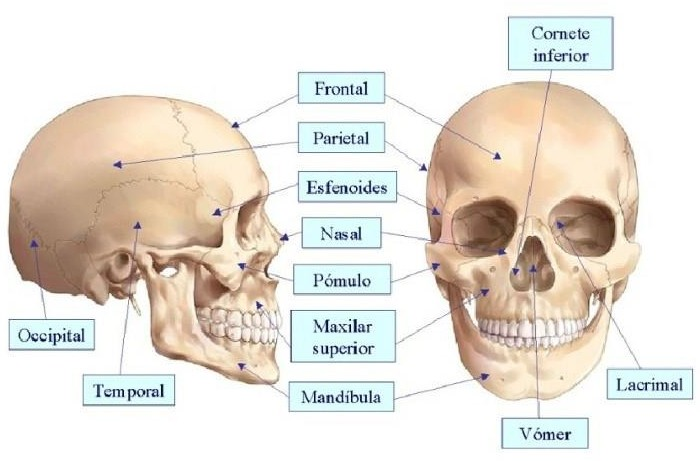 Cornete
inferior
Frontal
Parietal
Esfenoides
Nasal
Pómulo
Maxilar
superior
Mandíbula
Occipital
Temporal
Lacrimal
Vómer